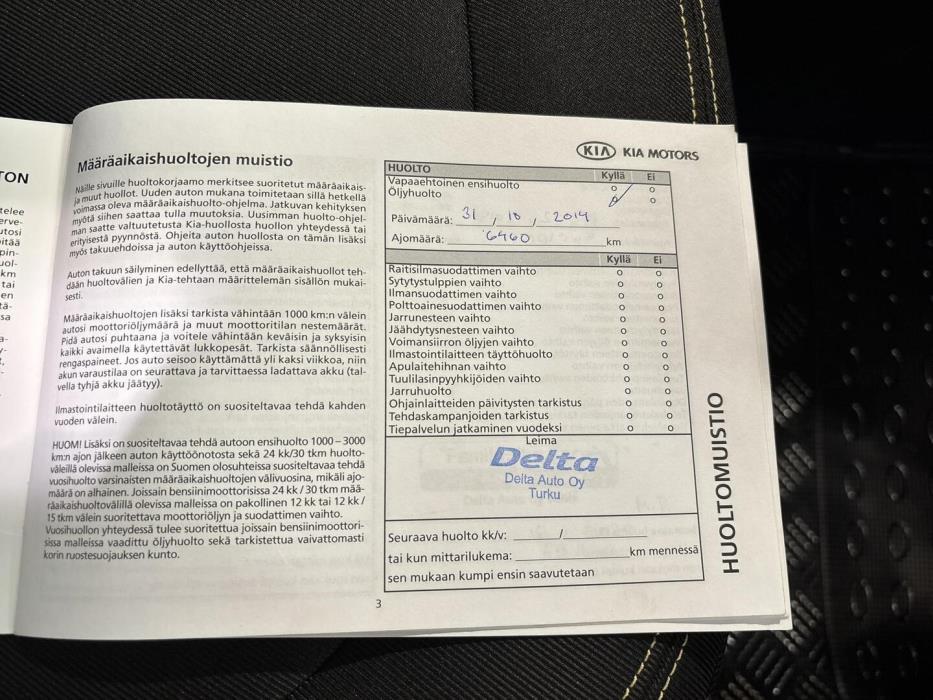 TON
telee
erve-
utosi
itää
pin-
uol-
km
tai
en
tä-
sa
Määräaikaishuoltojen muistio
Näille sivuille huoltokorjaamo merkitsee suoritetut määräaikais-
ja muut huollot. Uuden auton mukana toimitetaan sillä hetkellä
voimassa oleva määräaikaishuolto-ohjelma. Jatkuvan kehityksen
myötä siihen saattaa tulla muutoksia. Uusimman huolto-ohjel-
man saatte valtuutetusta Kia-huollosta huollon yhteydessä tai
erityisestä pyynnöstä. Ohjeita auton huollosta on tämän lisäksi
myös takuuehdoissa ja auton käyttöohjeissa.
Auton takuun säilyminen edellyttää, että määräaikaishuollot teh-
dään huoltovälien ja Kia-tehtaan määrittelemän sisällön mukai-
sesti.
Määräaikaishuoltojen lisäksi tarkista vähintään 1000 km:n välein
autosi moottoriöljymäärä ja muut moottoritilan nestemäärät.
Pidä autosi puhtaana ja voitele vähintään keväisin ja syksyisin
kaikki avaimella käytettävät lukkopesät. Tarkista säännöllisesti
rengaspaineet. Jos auto seisoo käyttämättä yli kaksi viikkoa, niin
akun varaustilaa on seurattava ja tarvittaessa ladattava akku (tal-
vella tyhjä akku jäätyy).
Ilmastointilaitteen huoltotäyttö on suositeltavaa tehdä kahden
vuoden välein.
HUOM! Lisäksi on suositeltavaa tehdä autoon ensihuolto 1000 – 3000
km:n ajon jälkeen auton käyttöönotosta sekä 24 kk/30 tkm huolto-
väleillä olevissa malleissa on Suomen olosuhteissa suositeltavaa tehdä
vuosihuolto varsinaisten määräaikaishuoltojen välivuosina, mikäli ajo-
määrä on alhainen. Joissain bensiinimoottorisissa 24 kk / 30 tkm mää-
räaikaishuoltovälillä olevissa malleissa on pakollinen 12 kk tai 12 kk /
15 tkm välein suoritettava moottoriöljyn ja suodattimen vaihto.
Vuosihuollon yhteydessä tulee suoritettua joissain bensiinimoottori-
sissa malleissa vaadittu öljyhuolto sekä tarkistettua vaivattomasti
korin ruostesuojauksen kunto.
3
KIA KIA MOTORS
HUOLTO Kyllä Ei
Vapaaehtoinen ensihuolto
Öljyhuolto
Päivämäärä: 31 , 10 , 2014
Ajomäärä: 6460 km
Kyllä Ei
Raitisilmasuodattimen vaihto
Sytytystulppien vaihto
Ilmansuodattimen vaihto
Polttoainesuodattimen vaihto
Jarrunesteen vaihto
Jäähdytysnesteen vaihto
Voimansiirron öljyjen vaihto
Ilmastointilaitteen täyttöhuolto
Apulaitehihnan vaihto
Tuulilasinpyyhkijöiden vaihto
Jarruhuolto
Ohjainlaitteiden päivitysten tarkistus
Tehdaskampanjoiden tarkistus
Tiepalvelun jatkaminen vuodeksi
Leima
Delta
Delta Auto Oy
Turku
Seuraava huolto kk/v: /
tai kun mittarilukema: km mennessä
sen mukaan kumpi ensin saavutetaan
HUOLTOMUISTIO